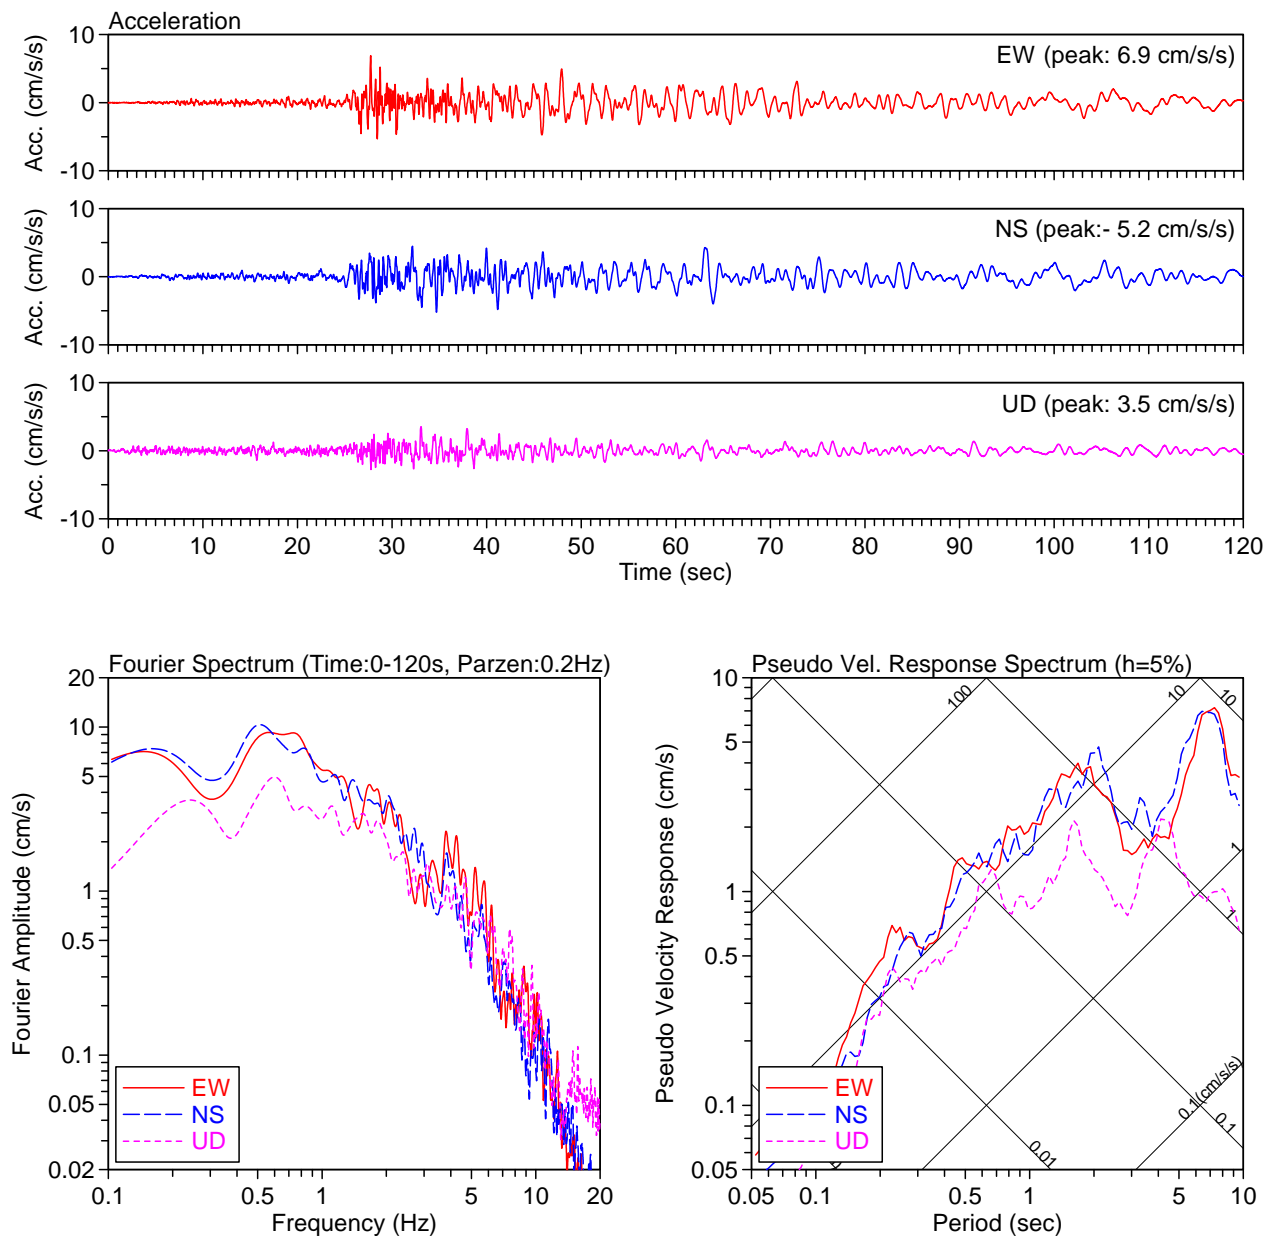 Acceleration
10
0
-10
Acc. (cm/s/s)
EW (peak: 6.9 cm/s/s)
10
0
-10
Acc. (cm/s/s)
NS (peak:- 5.2 cm/s/s)
10
0
-10
Acc. (cm/s/s)
UD (peak: 3.5 cm/s/s)
0 10 20 30 40 50 60 70 80 90 100 110 120
Time (sec)
Fourier Spectrum (Time:0-120s, Parzen:0.2Hz)
20
10
5
1
0.5
0.1
0.05
0.02
Fourier Amplitude (cm/s)
EW
NS
UD
0.1 0.5 1 5 10 20
Frequency (Hz)
Pseudo Vel. Response Spectrum (h=5%)
10
5
1
0.5
0.1
0.05
Pseudo Velocity Response (cm/s)
100
10
10
1
1
0.1 (cm/s/s)
0.1
0.01
EW
NS
UD
0.05 0.1 0.5 1 5 10
Period (sec)